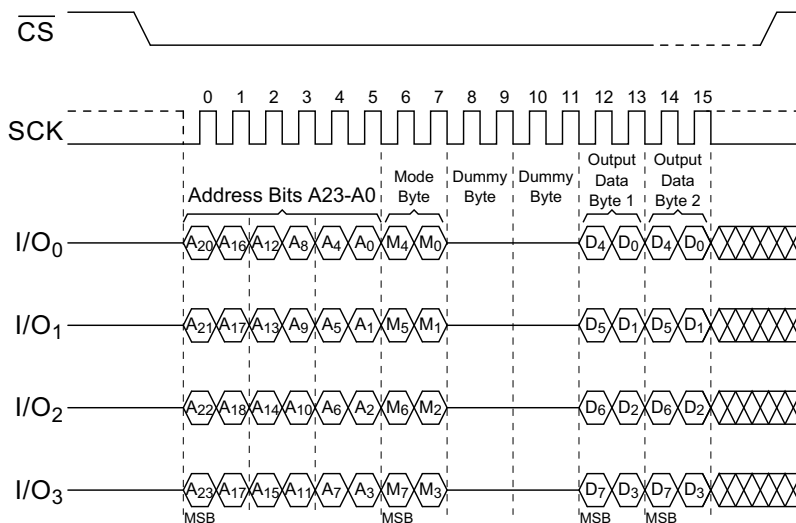 CS
0 1 2 3 4 5 6 7 8 9 10 11 12 13 14 15
SCK
Address Bits A23-A0
Mode
Byte
Dummy
Byte
Dummy
Byte
Output
Data
Byte 1
Output
Data
Byte 2
I/O0 A20 A16 A12 A8 A4 A0 M4 M0 D4 D0 D4 D0
I/O1 A21 A17 A13 A9 A5 A1 M5 M1 D5 D1 D5 D1
I/O2 A22 A18 A14 A10 A6 A2 M6 M2 D6 D2 D6 D2
I/O3 A23 A17 A15 A11 A7 A3 M7 M3 D7 D3 D7 D3
MSB MSB MSB MSB